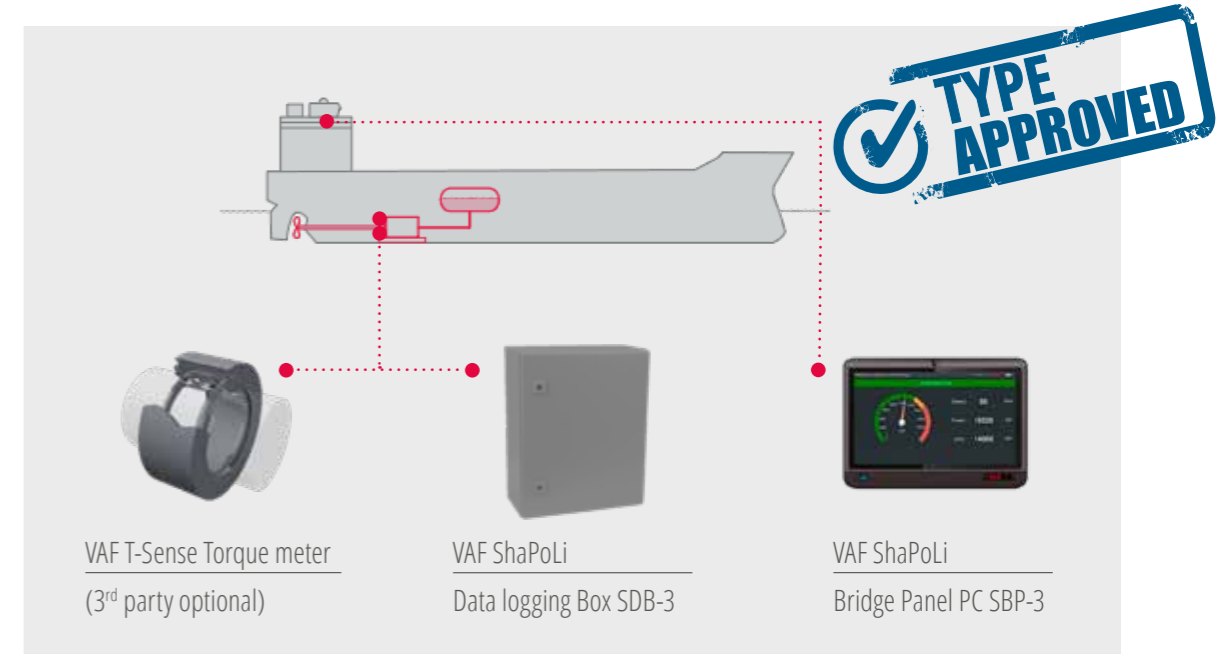 TYPE
APPROVED
VAF T-Sense Torque meter
(3rd party optional)
VAF ShaPoLi
Data logging Box SDB-3
VAF ShaPoLi
Bridge Panel PC SBP-3